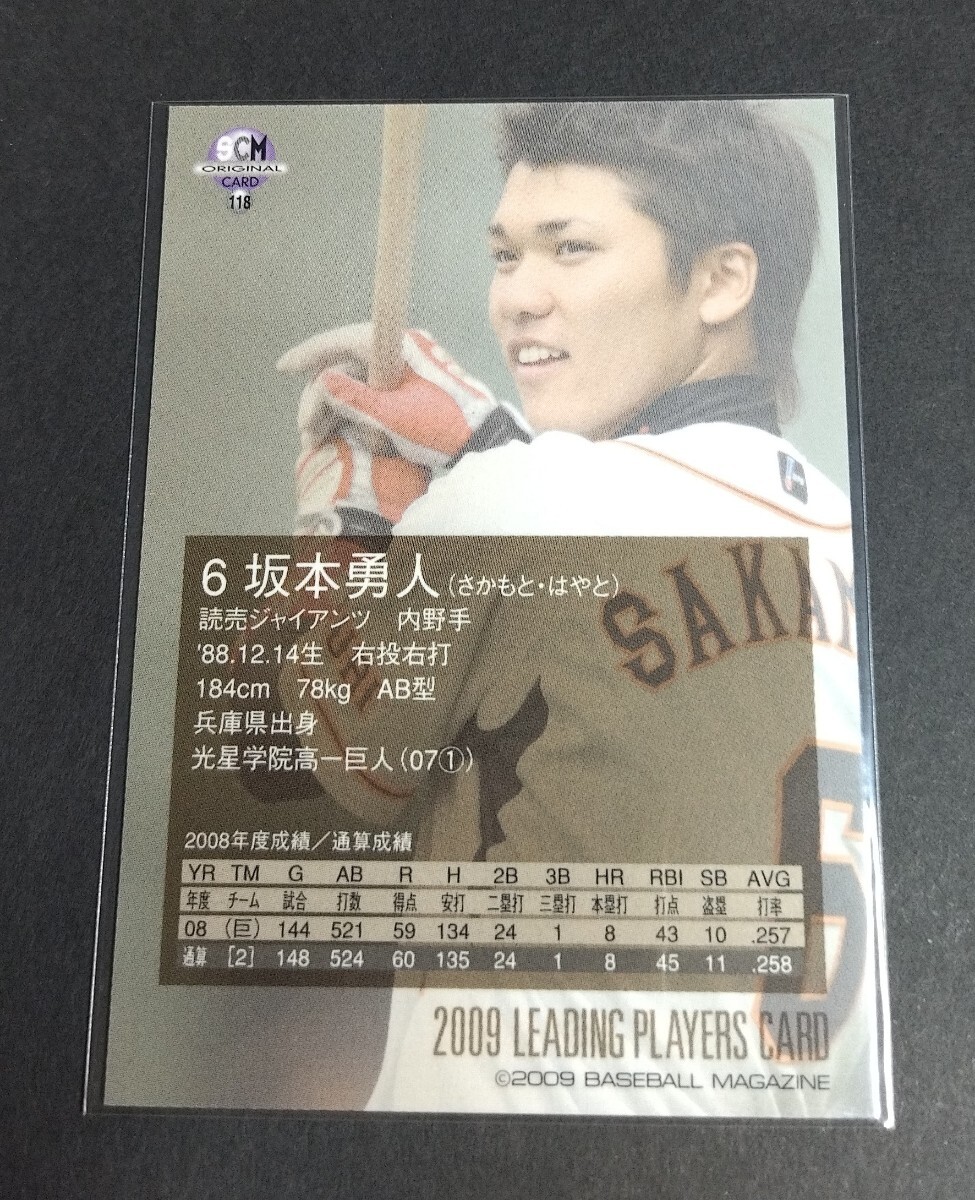 SCM
ORIGINAL
CARD
118
6 坂本勇人(さかもと・はやと)
読売ジャイアンツ 内野手
'88.12.14生 右投右打
184cm 78kg AB型
兵庫県出身
光星学院高ー巨人(07①)
SAKAM
6
2008年度成績/通算成績
YR TM G AB R H 2B 3B HR RBI SB AVG
年度 チーム 試合 打数 得点 安打 二塁打 三塁打 本塁打 打点 盗塁 打率
08 (巨) 144 521 59 134 24 1 8 43 10 .257
通算 [2] 148 524 60 135 24 1 8 45 11 .258
2009 LEADING PLAYERS CARD
©2009 BASEBALL MAGAZINE